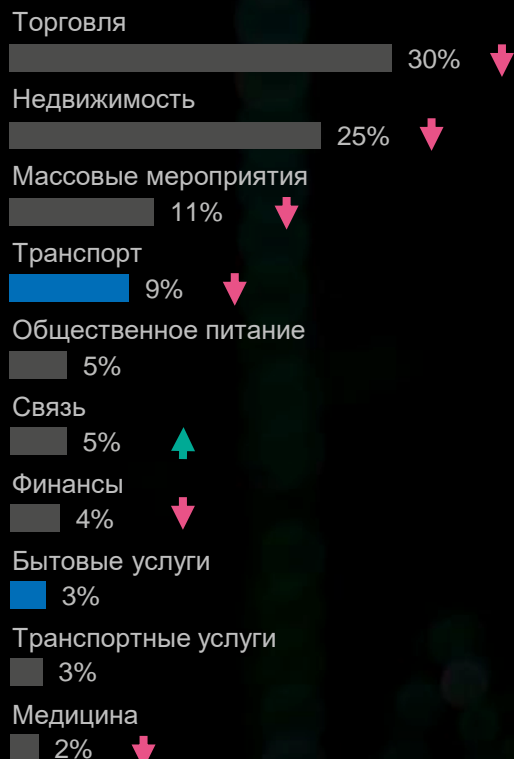 Торговля
30%
Недвижимость
25%
Массовые мероприятия
11%
Транспорт
9%
Общественное питание
5%
Связь
5%
Финансы
4%
Бытовые услуги
3%
Транспортные услуги
3%
Медицина
2%